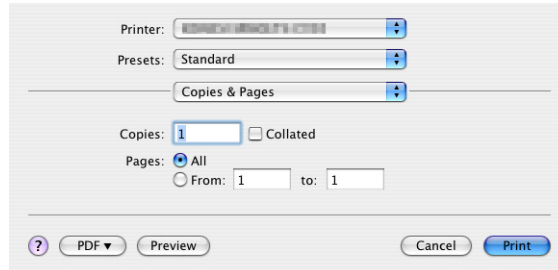 Printer:
Presets: Standard
Copies & Pages
Copies: 1 Collated
Pages: All
From: 1 to: 1
? PDF▼ Preview Cancel Print